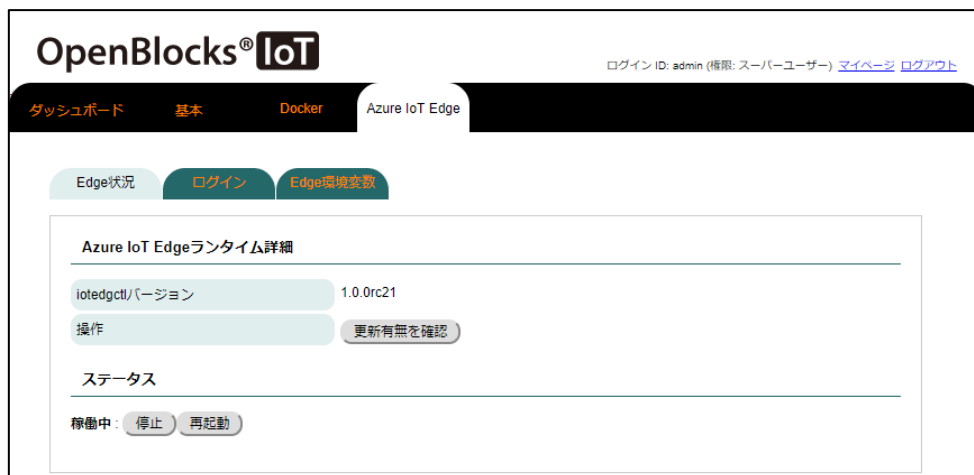 OpenBlocks® IoT
ログイン ID: admin (権限: スーパーユーザー) マイページ ログアウト
ダッシュボード 基本 Docker Azure IoT Edge
Edge状況 ログイン Edge環境変数
Azure IoT Edgeランタイム詳細
iotedgctlバージョン 1.0.0rc21
操作 更新有無を確認
ステータス
稼働中 : 停止 再起動